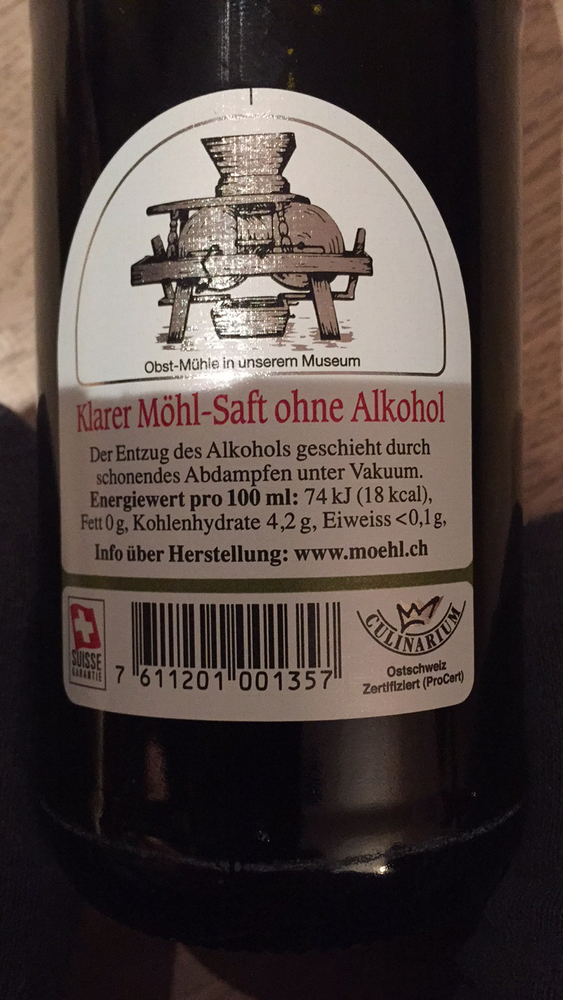 Obst-Mühle in unserem Museum
Klarer Möhl-Saft ohne Alkohol
Der Entzug des Alkohols geschieht durch
schonendes Abdampfen unter Vakuum.
Energiewert pro 100 ml: 74 kJ (18 kcal),
Fett 0 g, Kohlenhydrate 4,2 g, Eiweiss <0,1g,
Info über Herstellung: www.moehl.ch
SUISSE
GARANTIE
7 611201 001357
CULINARIUM
Ostschweiz
Zertifiziert (ProCert)